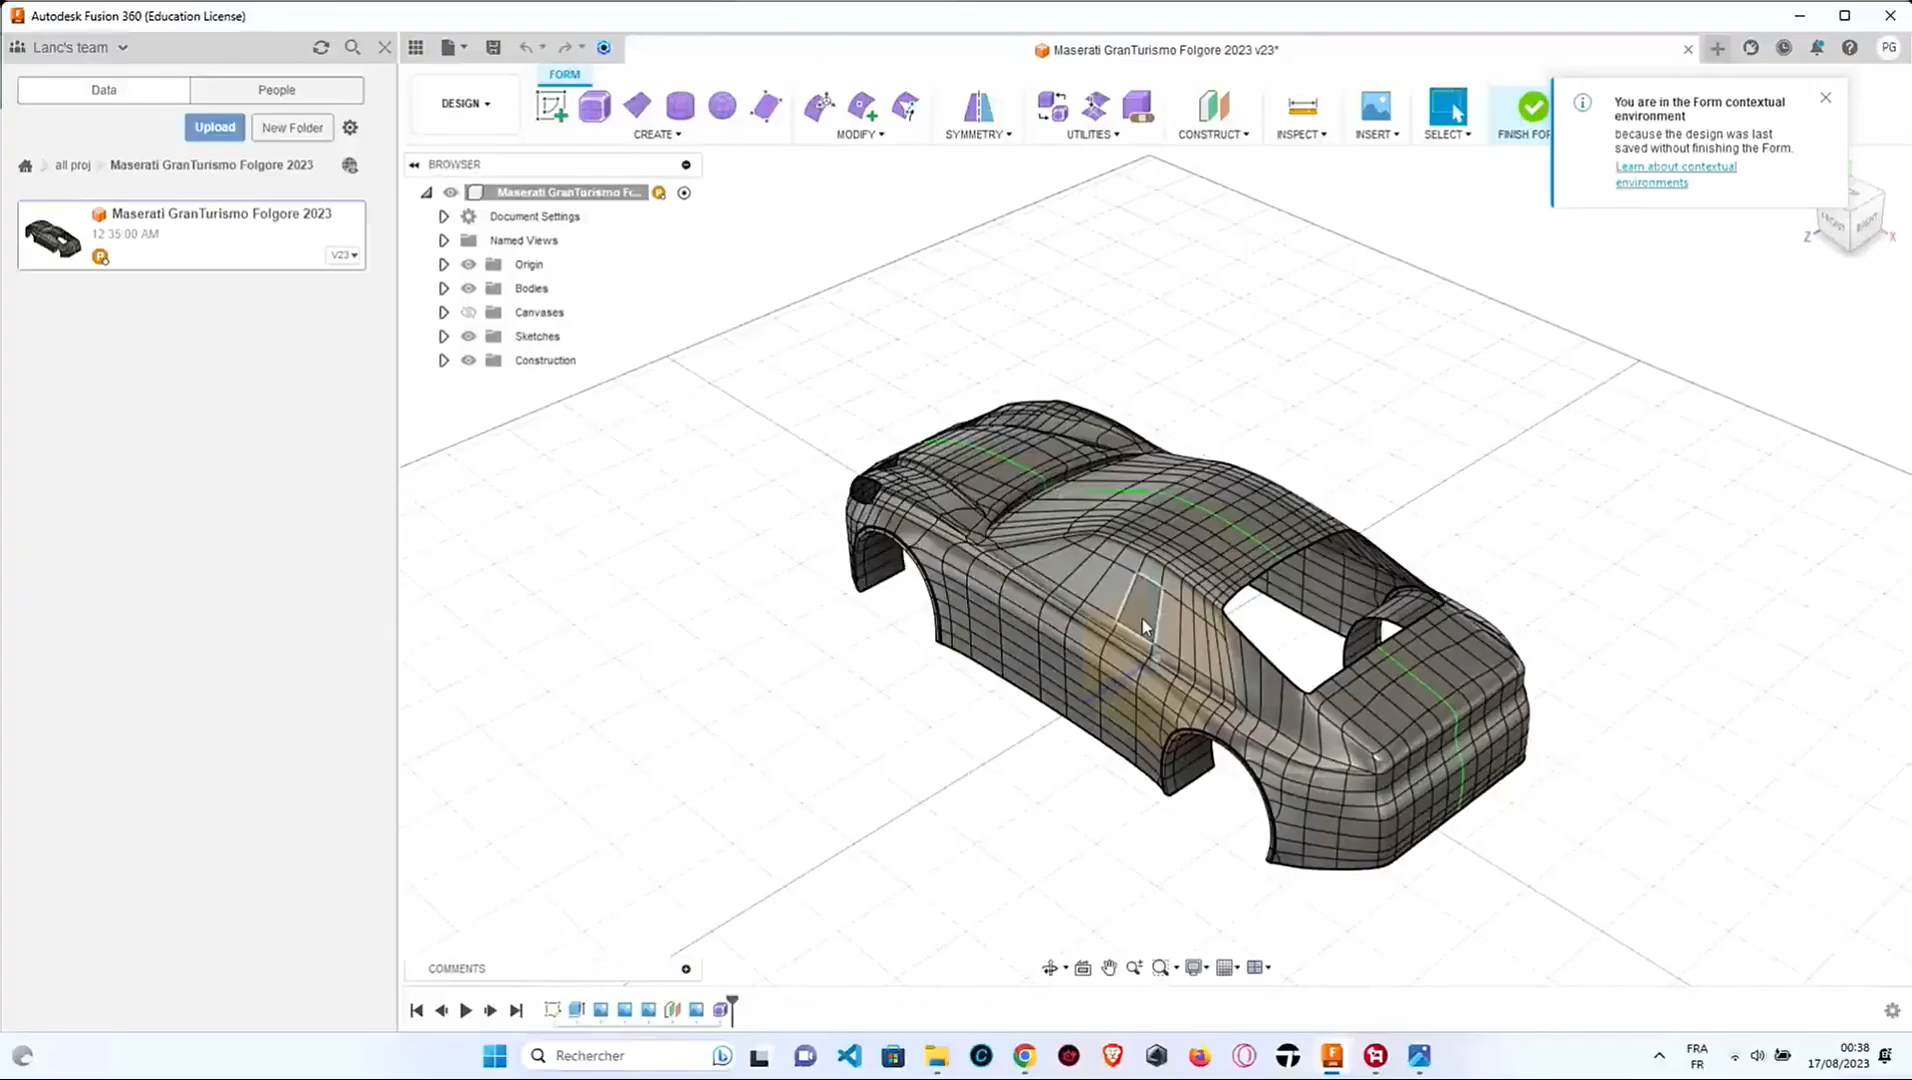 Autodesk Fusion 360 (Education License)
Lanc's team
Maserati GranTurismo Folgore 2023 v23*
PG
Data
People
Upload
New Folder
all proj
Maserati GranTurismo Folgore 2023
Maserati GranTurismo Folgore 2023
12:35:00 AM
V23
FORM
DESIGN
CREATE
MODIFY
SYMMETRY
UTILITIES
CONSTRUCT
INSPECT
INSERT
SELECT
FINISH FOR
You are in the Form contextual
environment
because the design was last
saved without finishing the Form.
Learn about contextual
environments
BROWSER
Maserati GranTurismo Fo...
Document Settings
Named Views
Origin
Bodies
Canvases
Sketches
Construction
FRONT
RIGHT
Z
X
COMMENTS
Rechercher
FRA
FR
00:38
17/08/2023